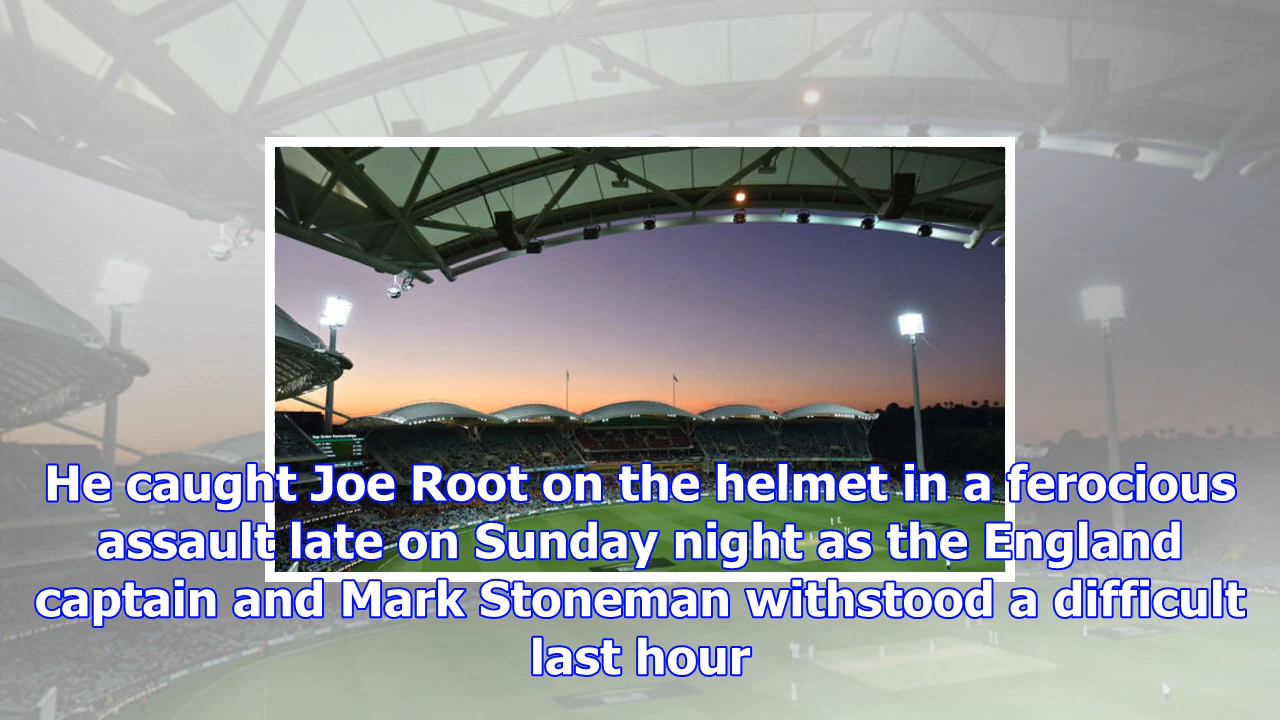 He caught Joe Root on the helmet in a ferocious
assault late on Sunday night as the England
captain and Mark Stoneman withstood a difficult
last hour